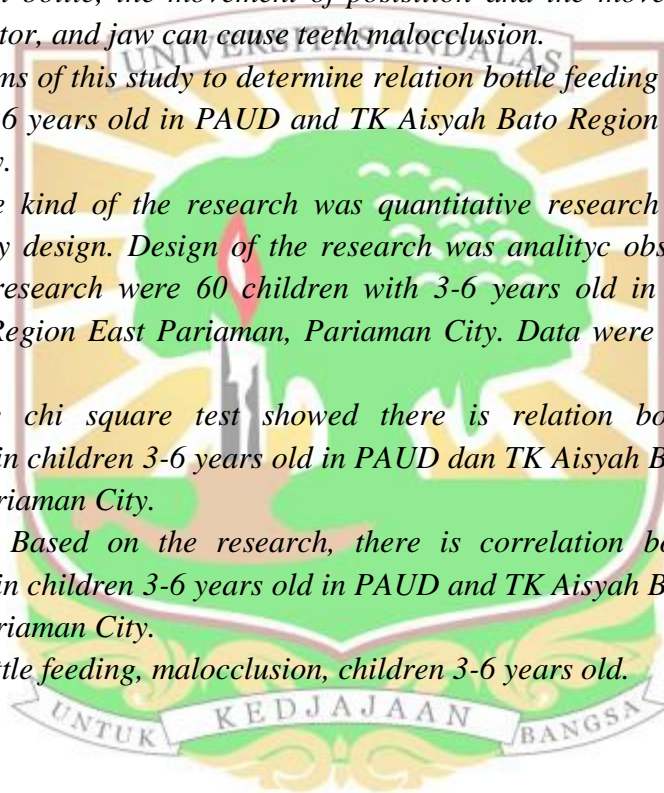 bottle, the movement of posistion and the move
tor, and jaw can cause teeth malocclusion.
UNIVERSITAS ANDALAS
ms of this study to determine relation bottle feeding
6 years old in PAUD and TK Aisyah Bato Region
y.
e kind of the research was quantitative research
y design. Design of the research was analityc obs
research were 60 children with 3-6 years old in
Region East Pariaman, Pariaman City. Data were
chi square test showed there is relation bo
in children 3-6 years old in PAUD dan TK Aisyah B
riaman City.
Based on the research, there is correlation bo
in children 3-6 years old in PAUD and TK Aisyah B
riaman City.
ttle feeding, malocclusion, children 3-6 years old.
UNTUK KEDJAJAAN BANGSA